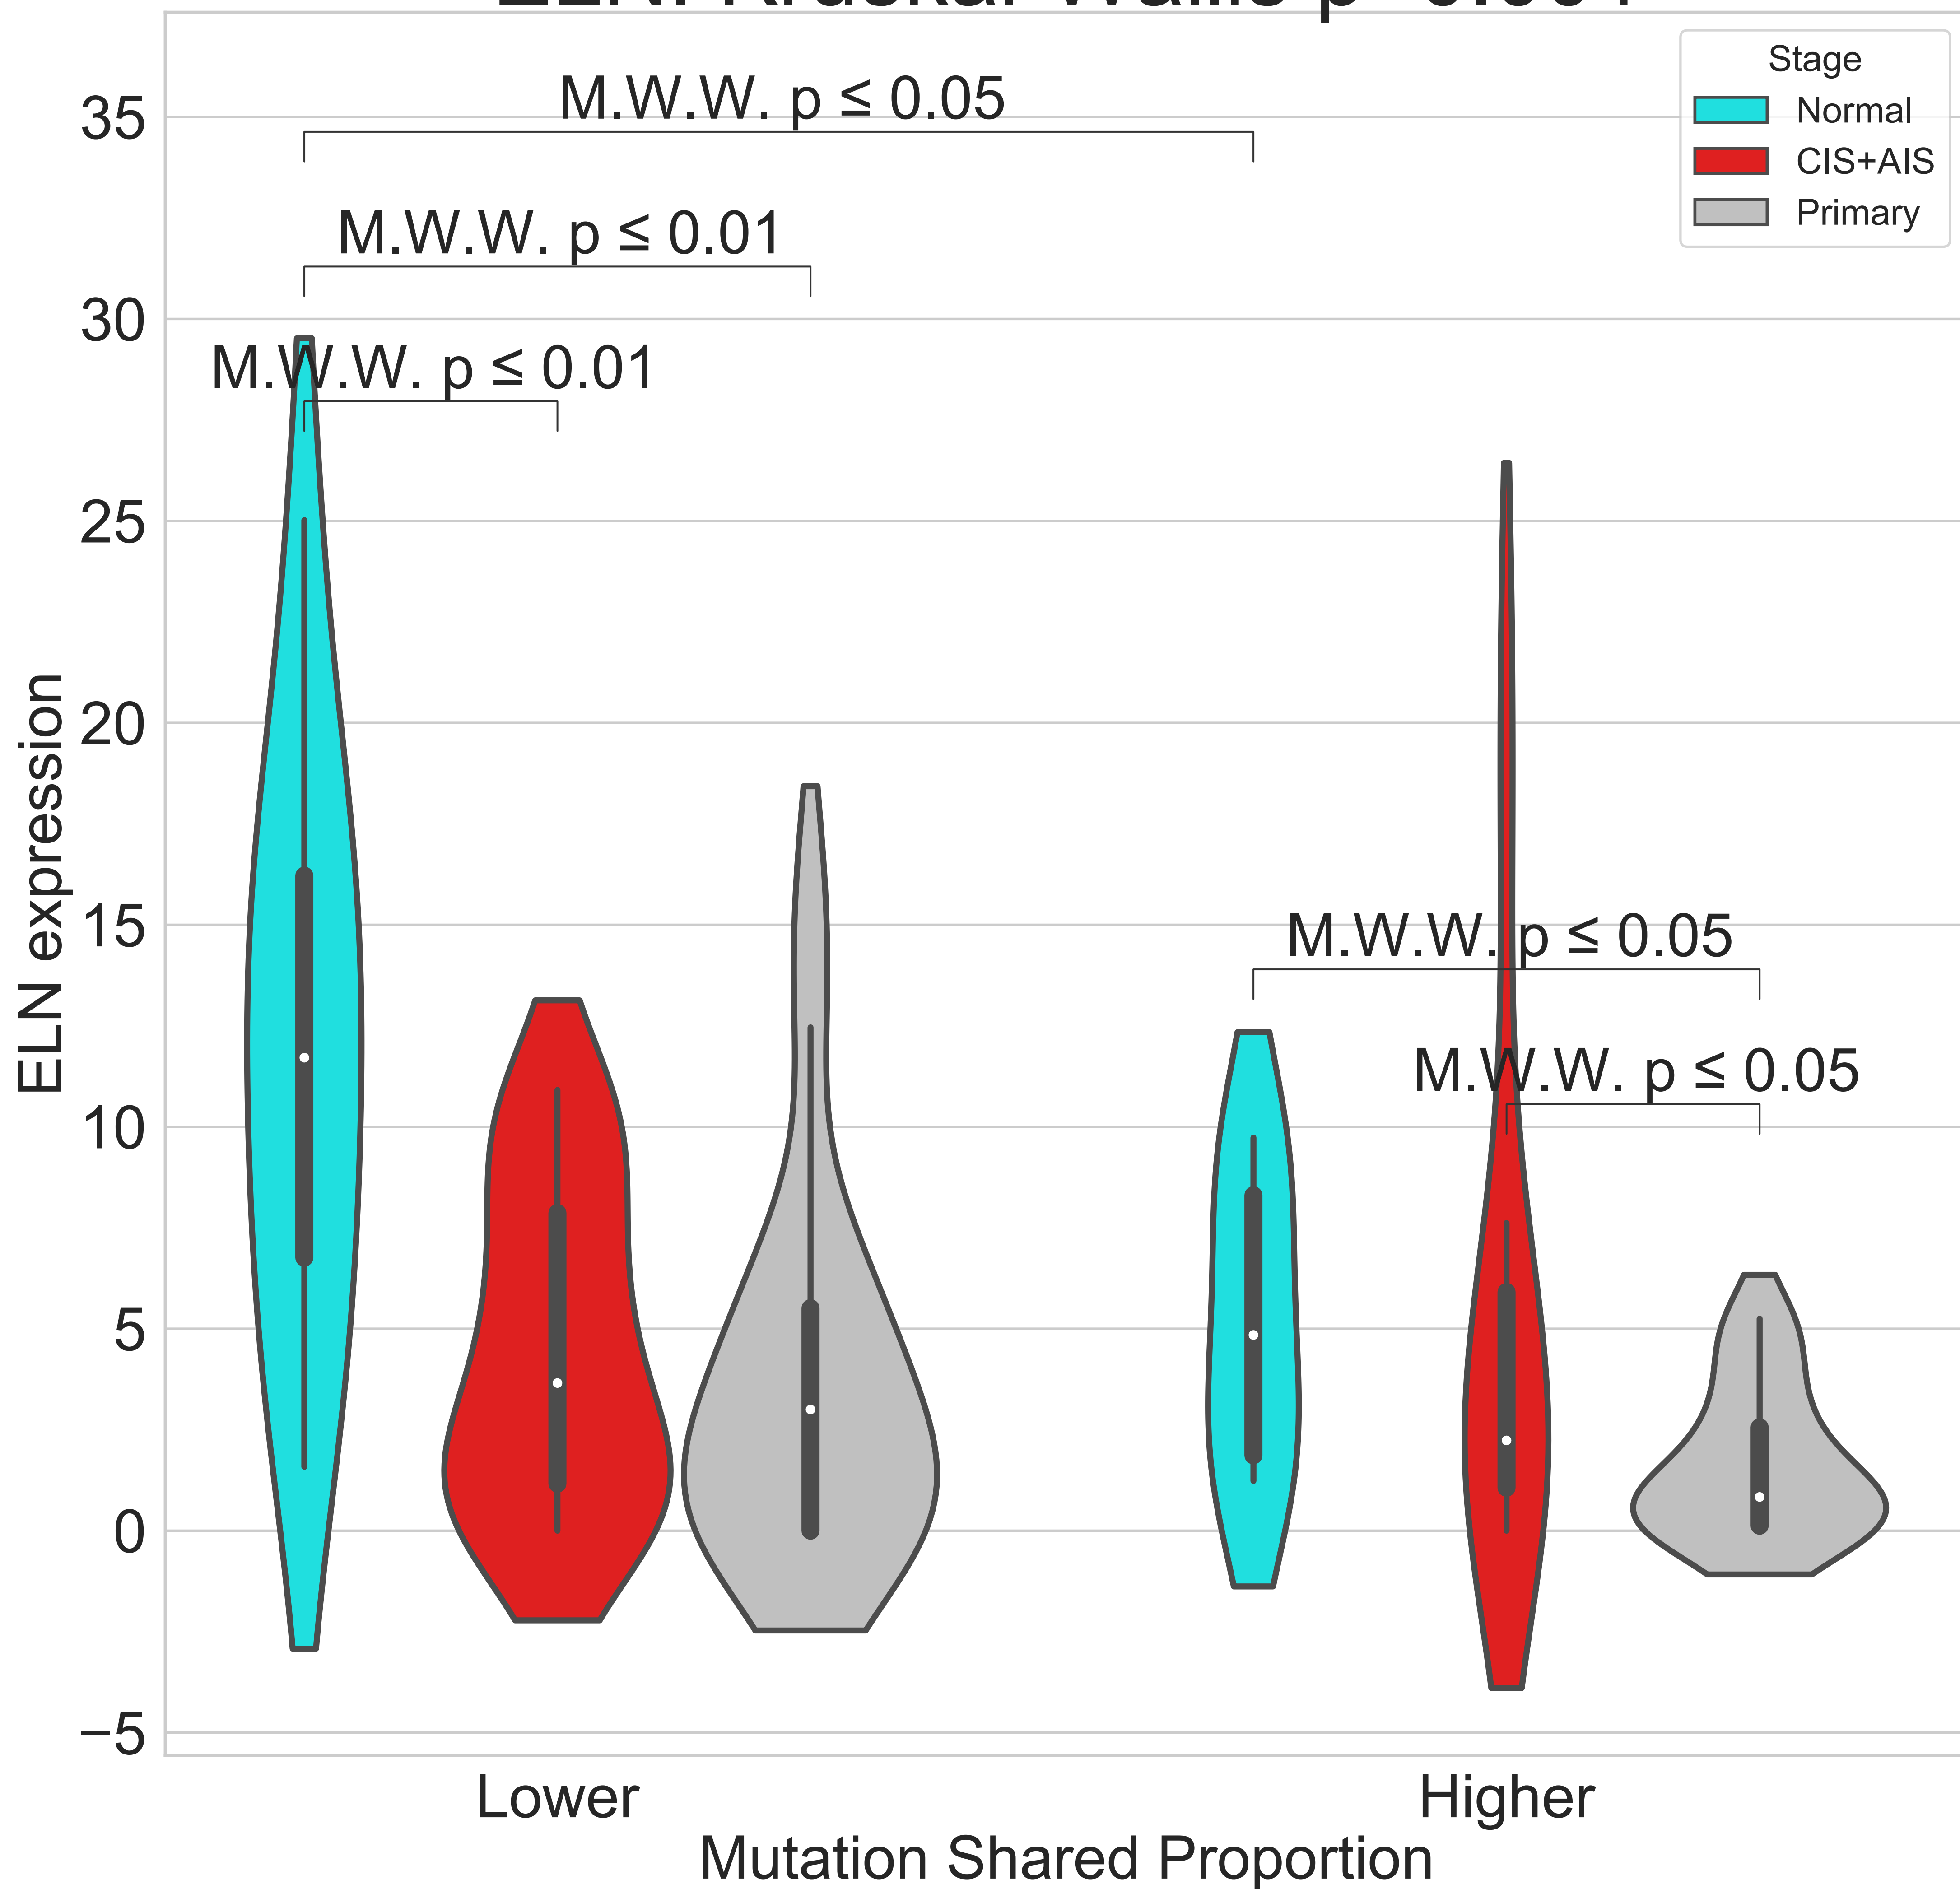 Stage
Normal
CIS+AIS
Primary
M.W.W. p ≤ 0.05
M.W.W. p ≤ 0.01
M.W.W. p ≤ 0.01
M.W.W. p ≤ 0.05
M.W.W. p ≤ 0.05
ELN expression
35
30
25
20
15
10
5
0
−5
Lower
Higher
Mutation Shared Proportion